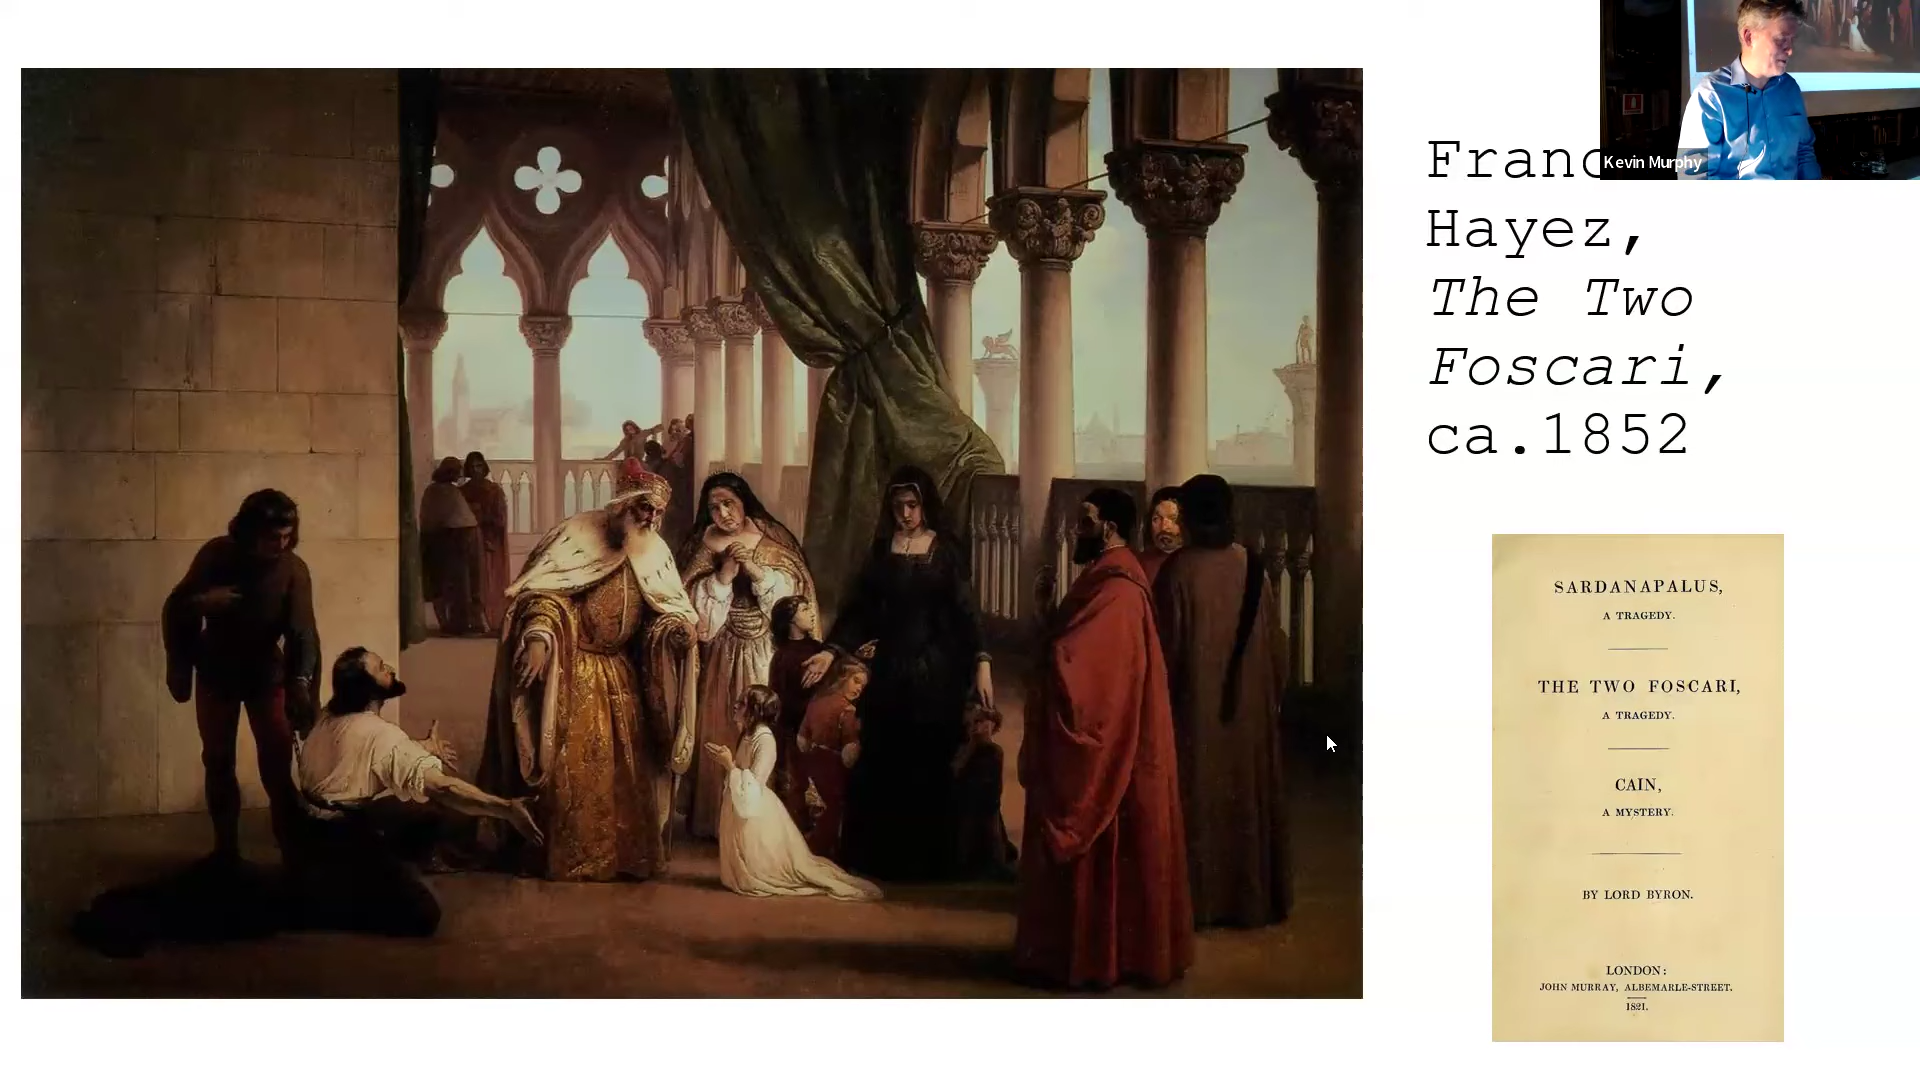 Franc
Hayez,
The Two
Foscari,
ca.1852
Kevin Murphy
SARDANAPALUS,
A TRAGEDY.
THE TWO FOSCARI,
A TRAGEDY.
CAIN,
A MYSTERY.
BY LORD BYRON.
LONDON:
JOHN MURRAY, ALBEMARLE-STREET.
1821.